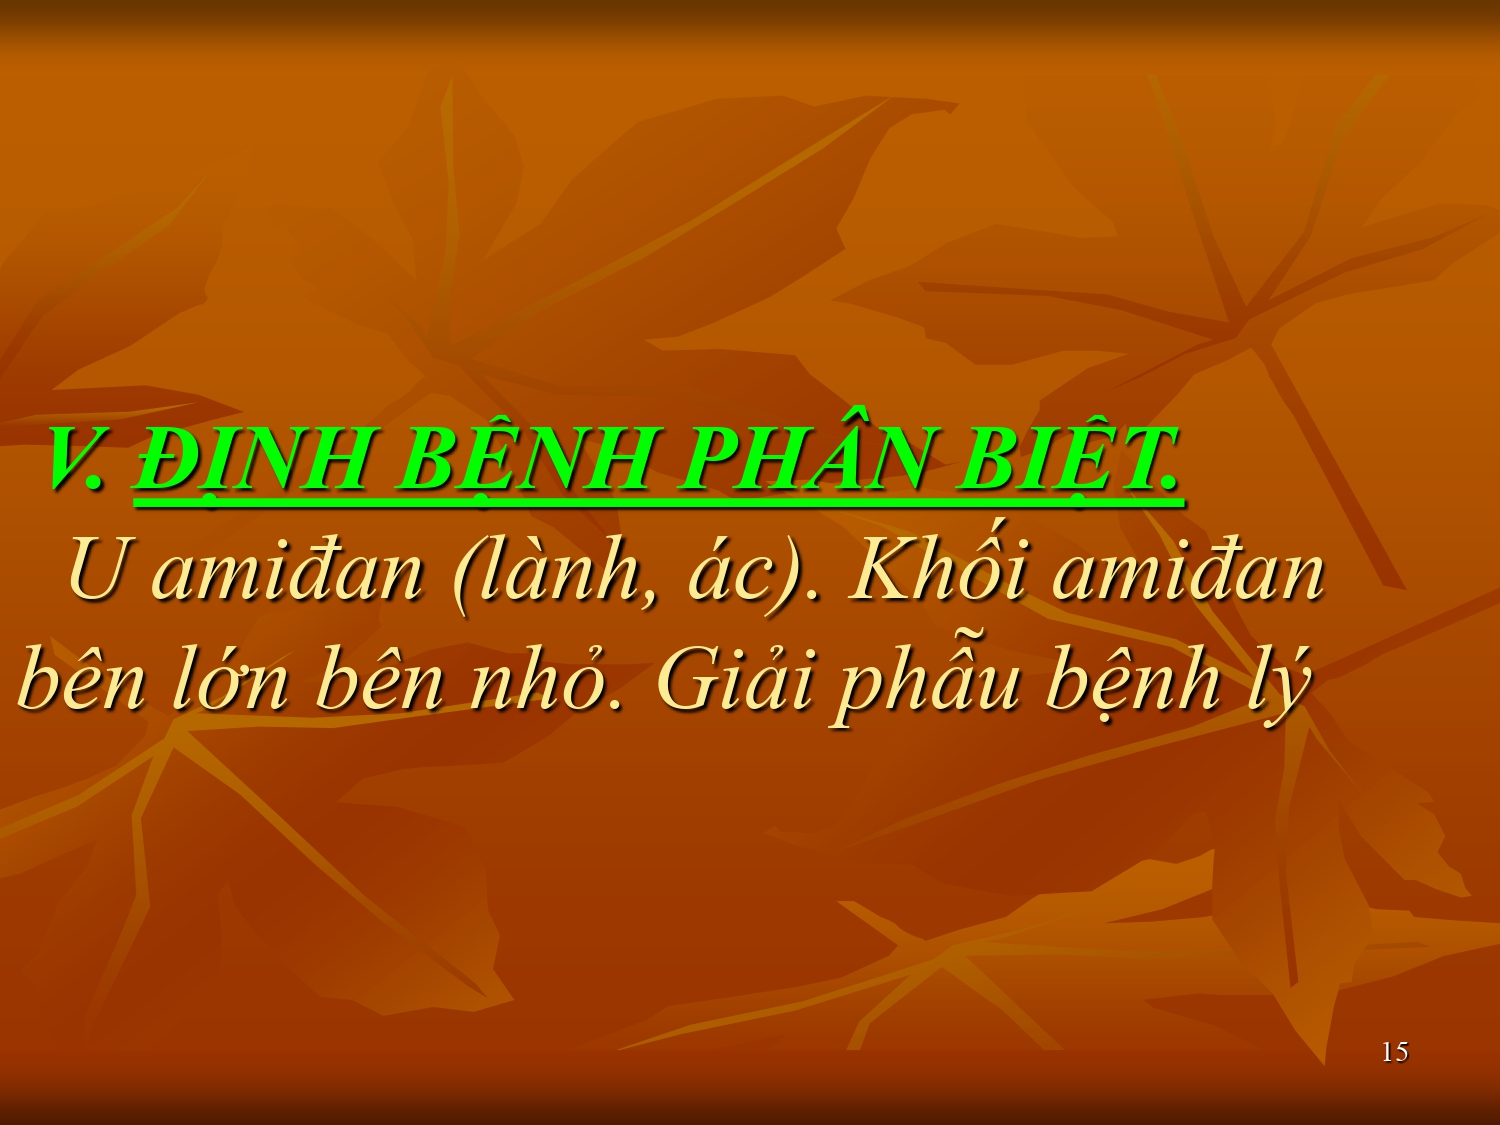 V. ĐỊNH BỆNH PHÂN BIỆT.
U amiđan (lành, ác). Khối amiđan
bên lớn bên nhỏ. Giải phẫu bệnh lý
15